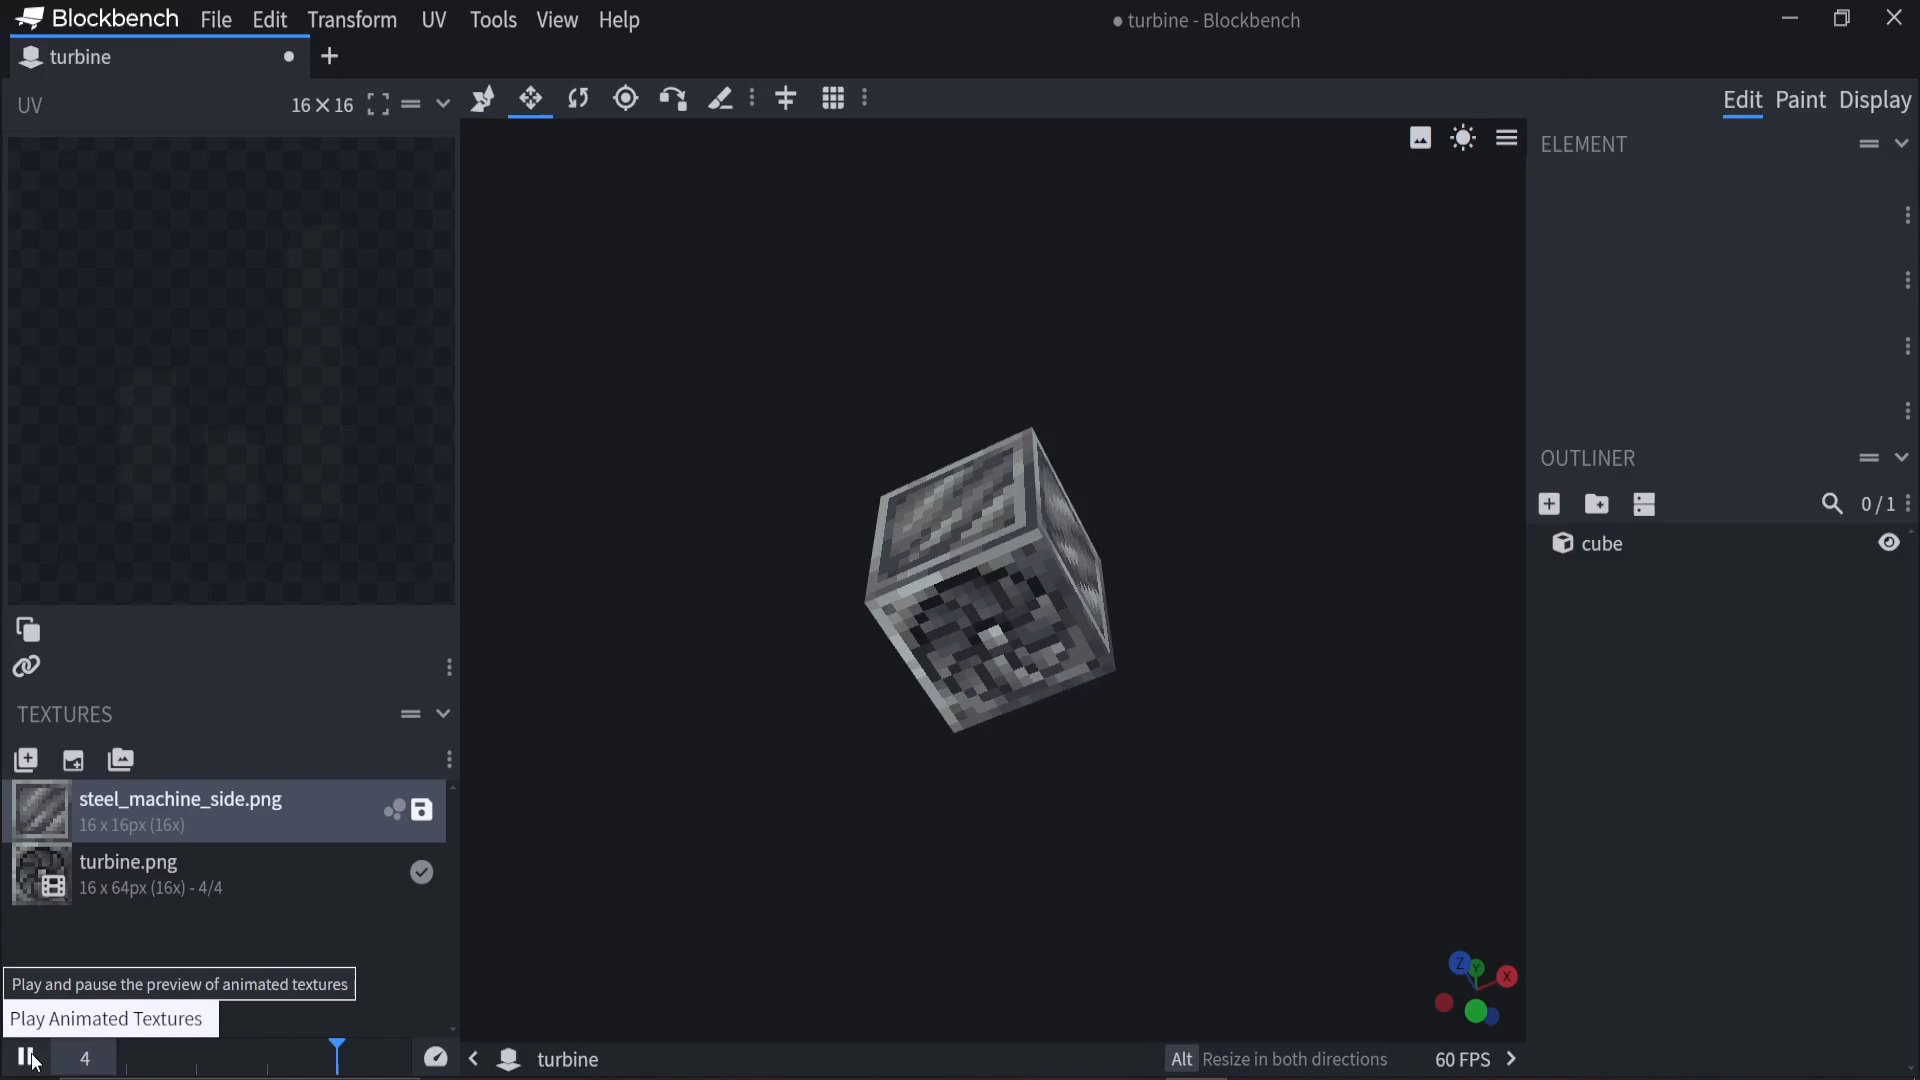 Blockbench File Edit Transform UV Tools View Help
turbine - Blockbench
turbine
UV
16×16
Edit Paint Display
ELEMENT
OUTLINER
0/1
cube
TEXTURES
steel_machine_side.png
16 x 16px (16x)
turbine.png
16 x 64px (16x) - 4/4
Play and pause the preview of animated textures
Play Animated Textures
4
turbine
Alt Resize in both directions
60 FPS
Z
Y
X